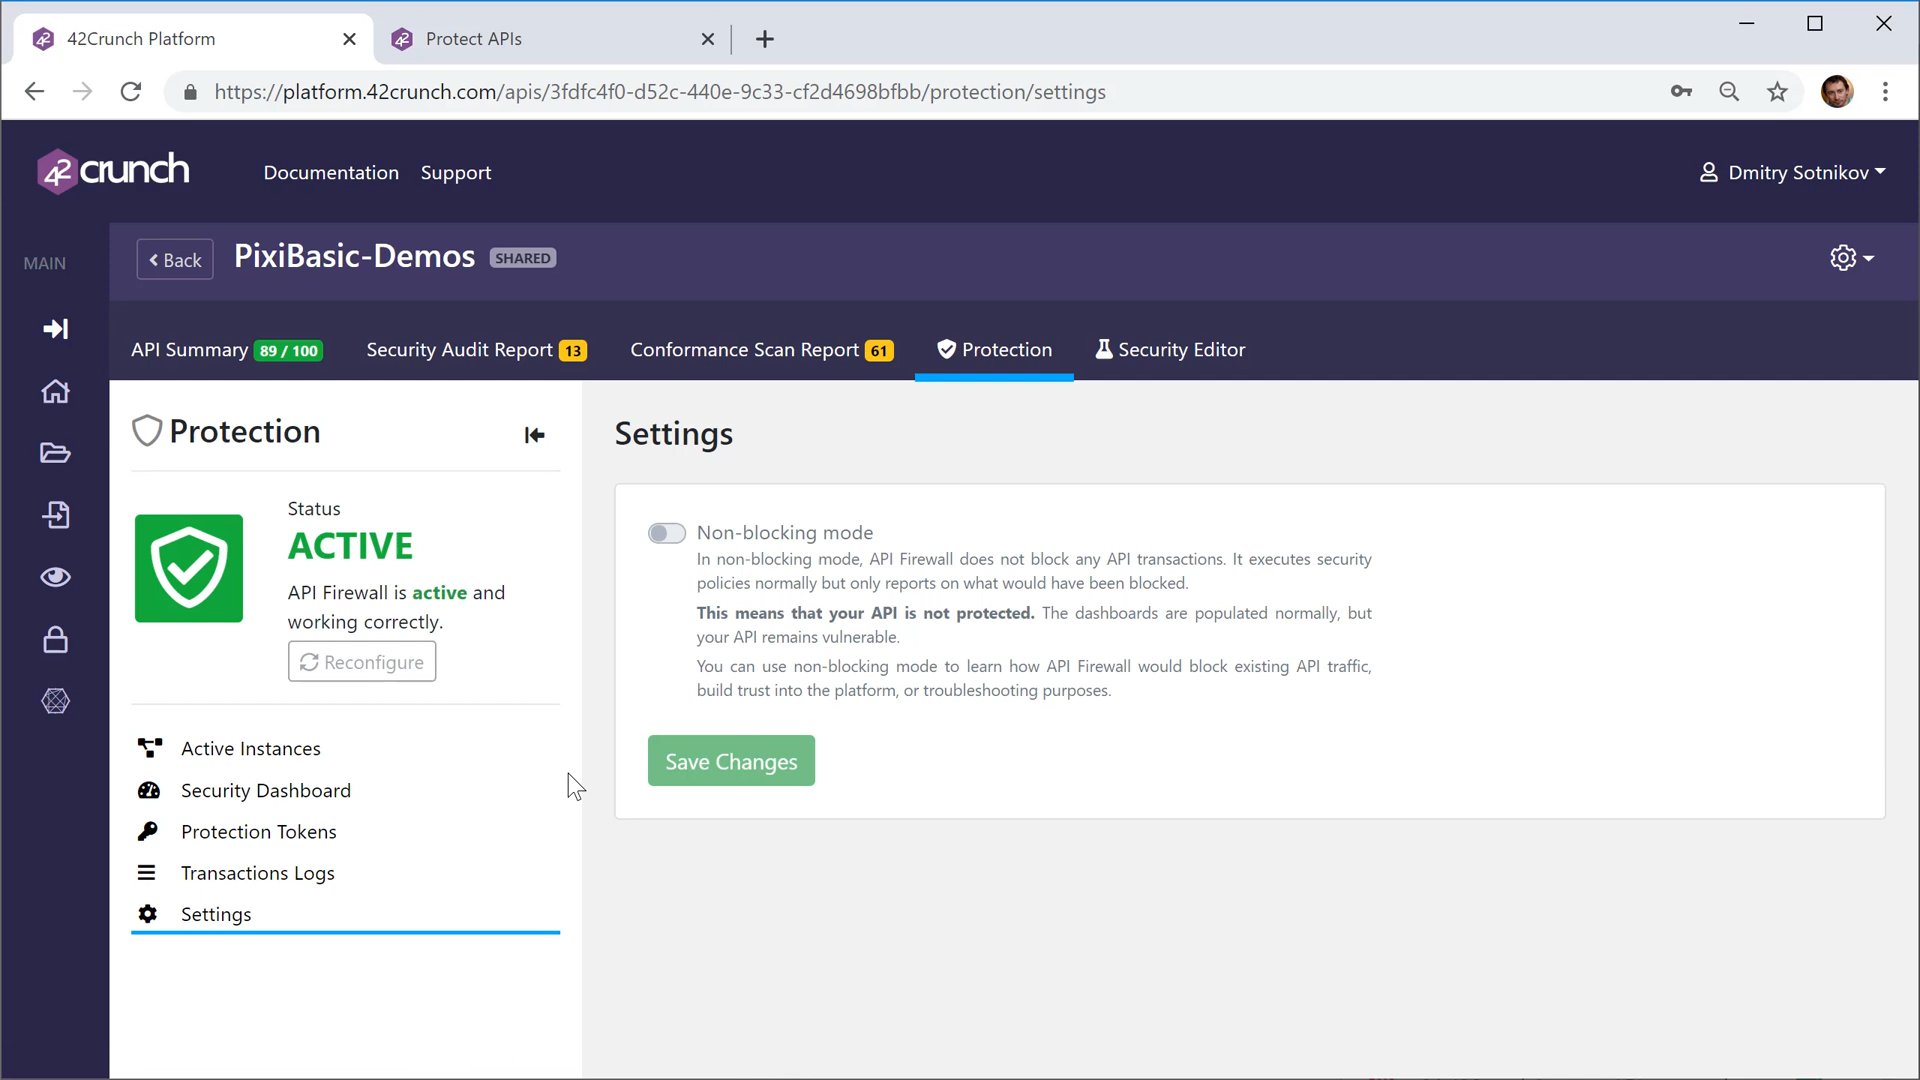 42Crunch Platform
Protect APIs
https://platform.42crunch.com/apis/3fdfc4f0-d52c-440e-9c33-cf2d4698bfbb/protection/settings
42crunch
Documentation
Support
Dmitry Sotnikov
MAIN
Back
PixiBasic-Demos
SHARED
API Summary 89 / 100
Security Audit Report 13
Conformance Scan Report 61
Protection
Security Editor
Protection
Status
ACTIVE
API Firewall is active and
working correctly.
Reconfigure
Active Instances
Security Dashboard
Protection Tokens
Transactions Logs
Settings
Settings
Non-blocking mode
In non-blocking mode, API Firewall does not block any API transactions. It executes security
policies normally but only reports on what would have been blocked.
This means that your API is not protected. The dashboards are populated normally, but
your API remains vulnerable.
You can use non-blocking mode to learn how API Firewall would block existing API traffic,
build trust into the platform, or troubleshooting purposes.
Save Changes